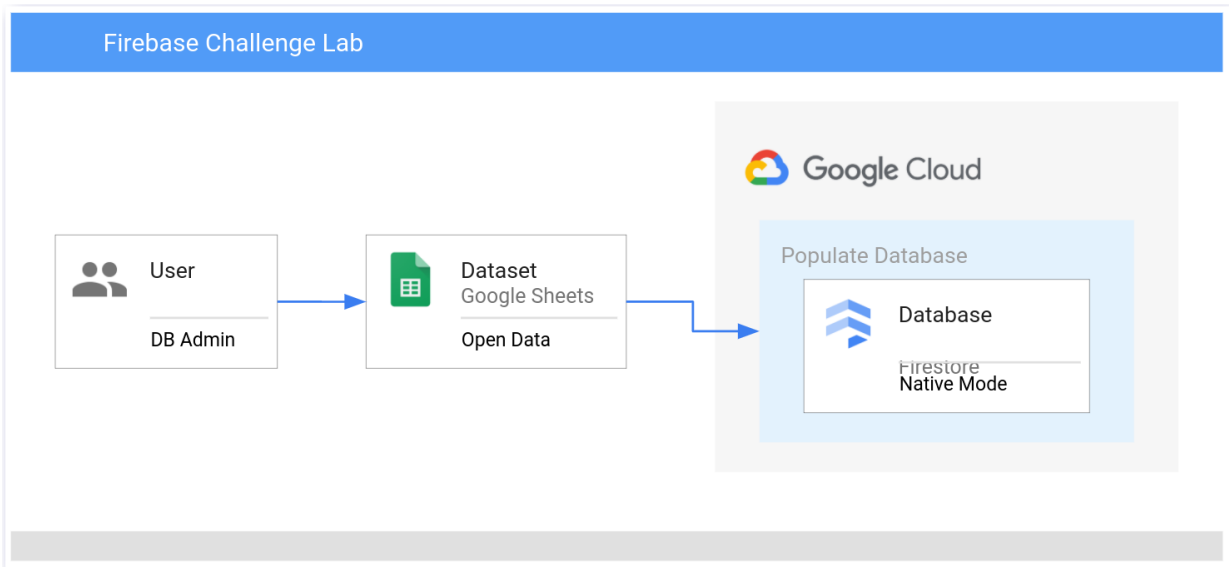 Firebase Challenge Lab
Google Cloud
User
DB Admin
Dataset
Google Sheets
Open Data
Populate Database
Database
Firestore
Native Mode